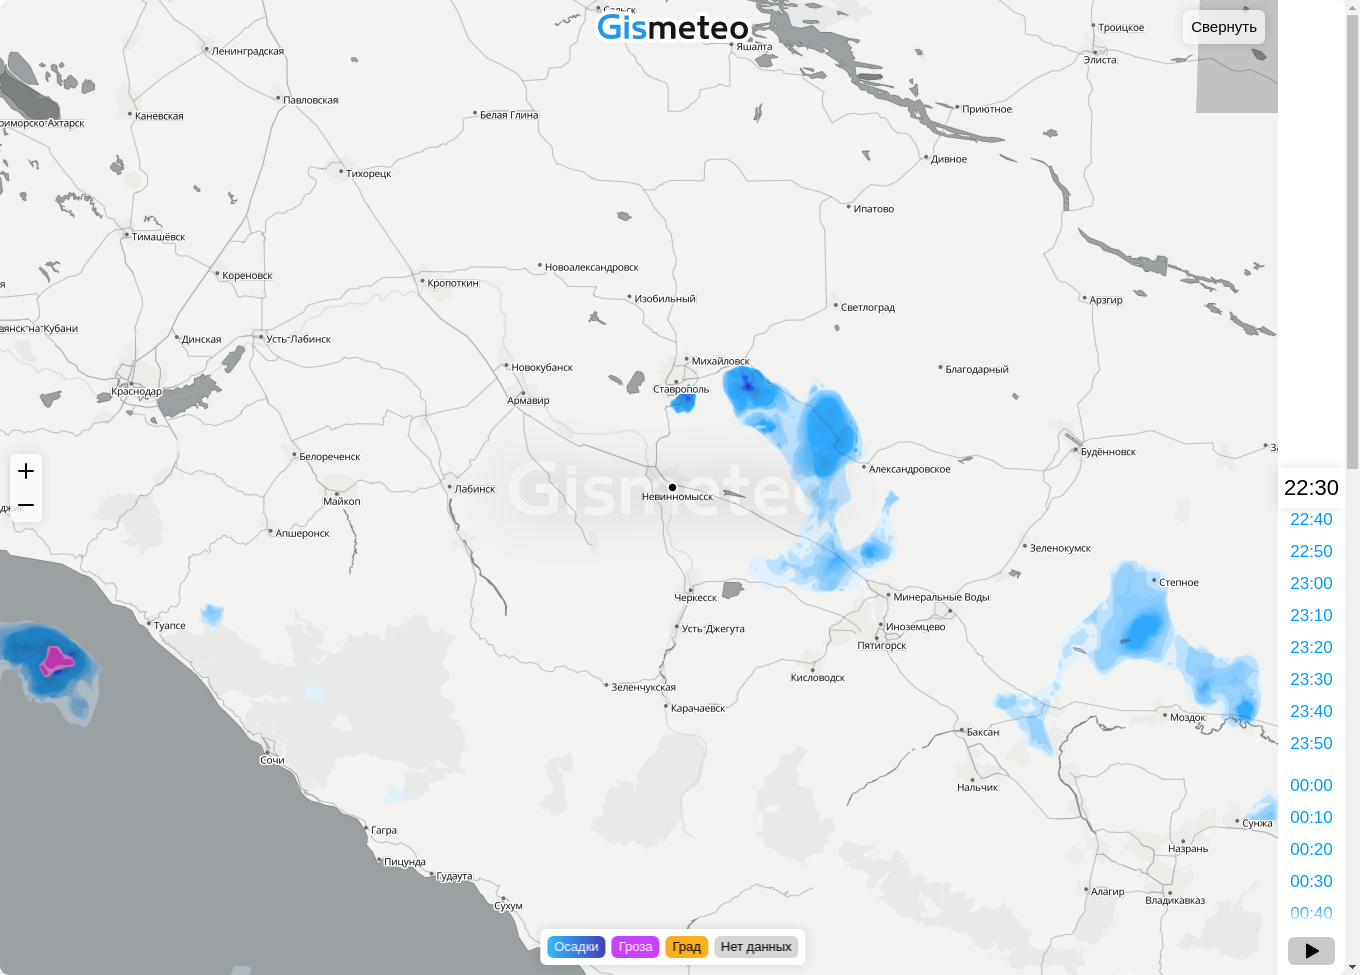 Сальск
Gismeteo
Яшалта
Троицкое
Свернуть
Ленинградская
Элиста
Павловская
Каневская
риморско-Ахтарск
Белая Глина
Приютное
Тихорецк
Дивное
Ипатово
Тимашёвск
Кореновск
Кропоткин
Новоалександровск
Изобильный
Светлоград
Арзгир
я
вянск-на-Кубани
Динская
Усть-Лабинск
Михайловск
Новокубанск
Благодарный
Ставрополь
Краснодар
Армавир
Белореченск
Александровское
Будённовск
За
Gismeteo
Лабинск
Майкоп
Невинномысск
22:30
джик
Апшеронск
22:40
Зеленокумск
22:50
Степное
23:00
Черкесск
Минеральные Воды
23:10
Туапсе
Усть-Джегута
Иноземцево
Пятигорск
23:20
Кисловодск
23:30
Зеленчукская
Карачаевск
23:40
Моздок
Баксан
23:50
Сочи
Нальчик
00:00
00:10
Сунжа
Гагра
Назрань
00:20
Пицунда
Гудаута
00:30
Алагир
Владикавказ
Сухум
00:40
Осадки
Гроза
Град
Нет данных